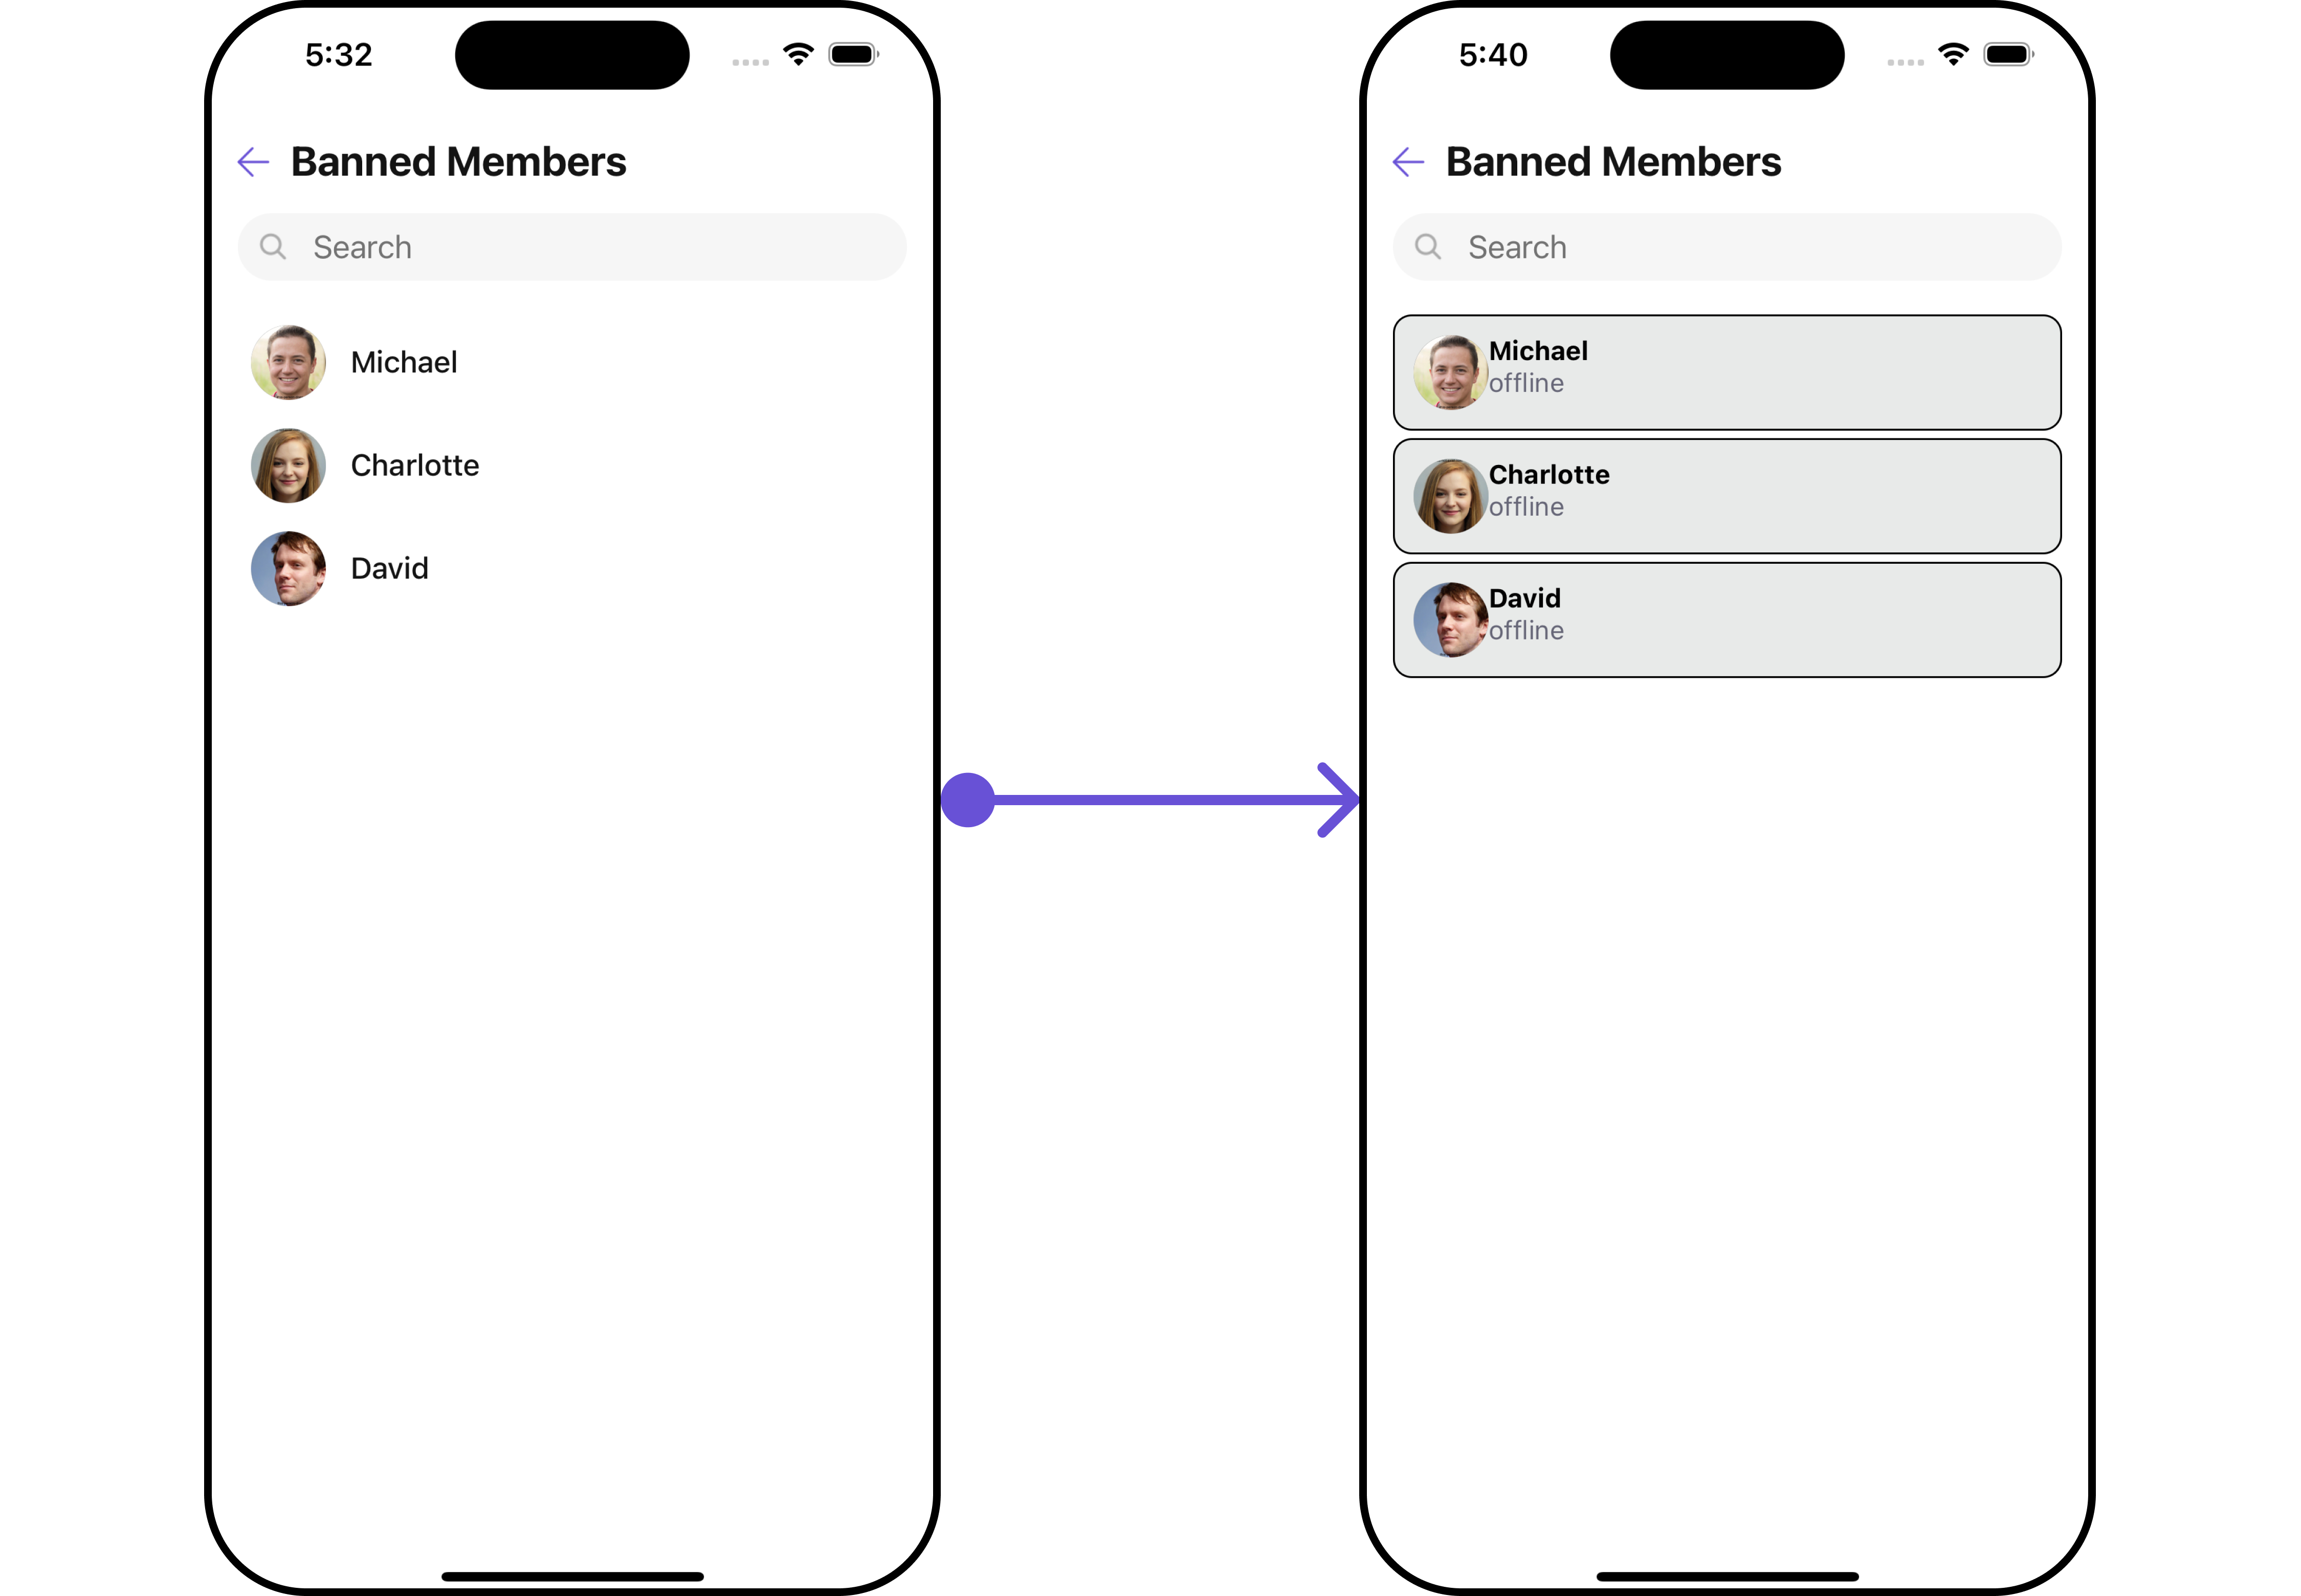 5:32
Banned Members
Search
Michael
Charlotte
David
5:40
Banned Members
Search
Michael
offline
Charlotte
offline
David
offline